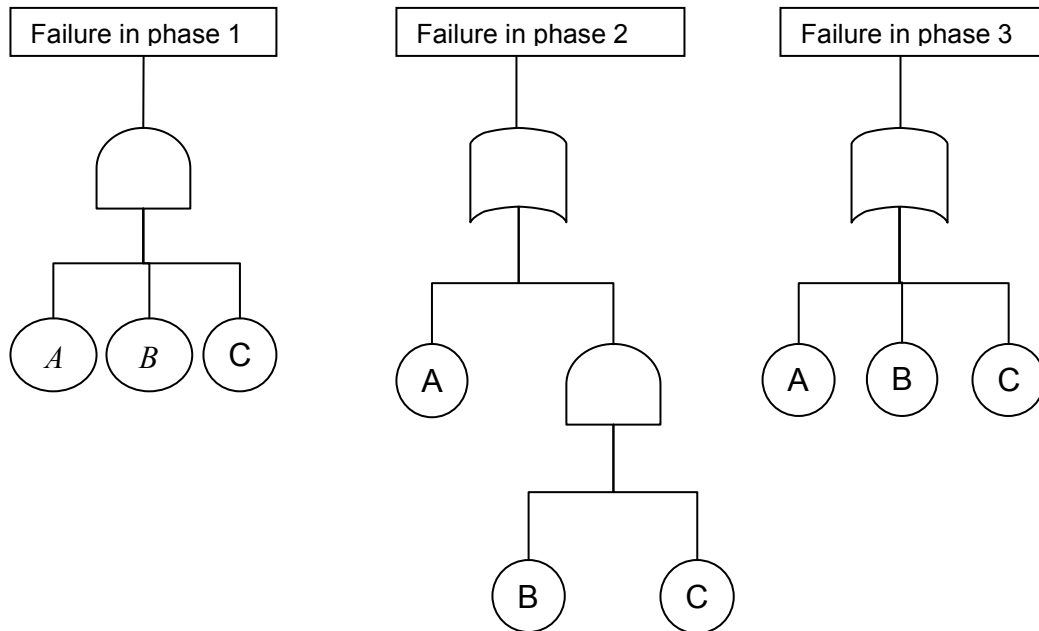 Failure in phase 1
Failure in phase 2
Failure in phase 3
A B C
A
A B C
B C